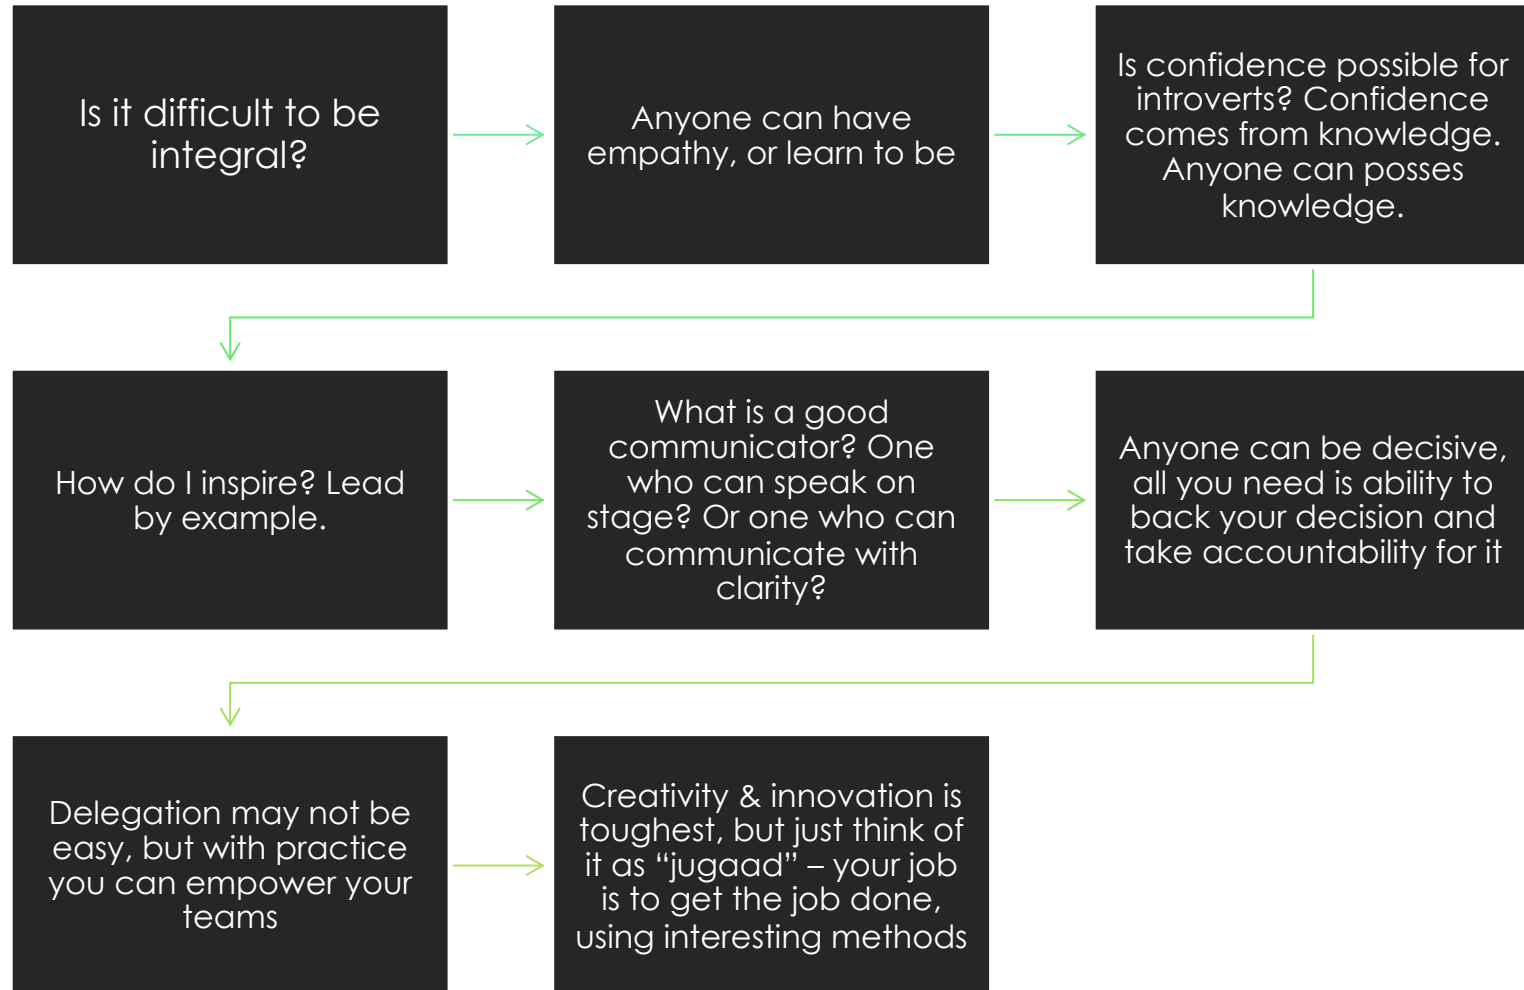 Is it difficult to be
integral?
Anyone can have
empathy, or learn to be
Is confidence possible for
introverts? Confidence
comes from knowledge.
Anyone can posses
knowledge.
How do I inspire? Lead
by example.
What is a good
communicator? One
who can speak on
stage? Or one who can
communicate with
clarity?
Anyone can be decisive,
all you need is ability to
back your decision and
take accountability for it
Delegation may not be
easy, but with practice
you can empower your
teams
Creativity & innovation is
toughest, but just think of
it as “jugaad” – your job
is to get the job done,
using interesting methods